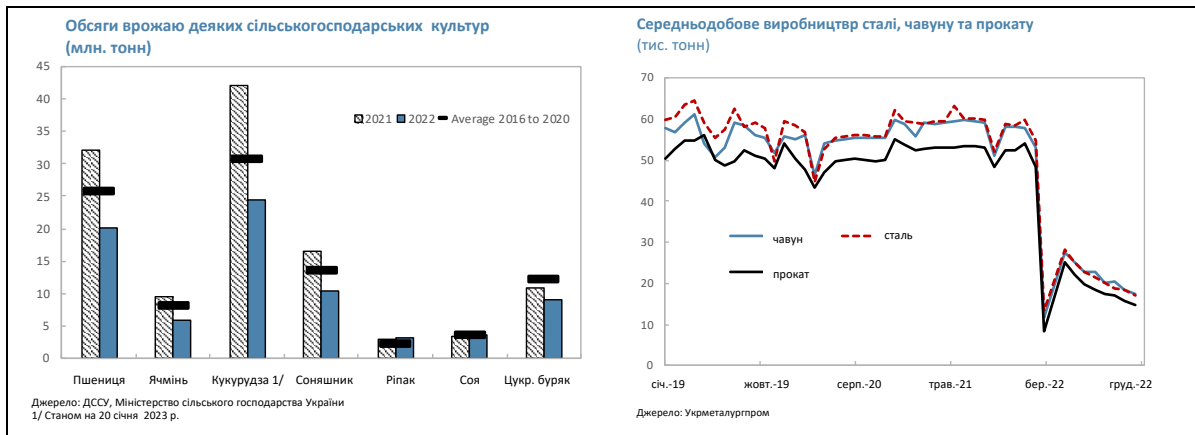 Обсяги врожаю деяких сільськогосподарських культур
(млн. тонн)
45
40
35
30
25
20
15
10
5
0
2021
2022
Average 2016 to 2020
Пшениця
Ячмінь
Кукурудза 1/
Соняшник
Ріпак
Соя
Цукр. буряк
Джерело: ДССУ, Міністерство сільського господарства України
1/ Станом на 20 січня 2023 р.
Середньодобове виробництвр сталі, чавуну та прокату
(тис. тонн)
70
60
50
40
30
20
10
0
чавун
сталь
прокат
січ.-19
жовт.-19
серп.-20
трав.-21
бер.-22
груд.-22
Джерело: Укрметалургпром